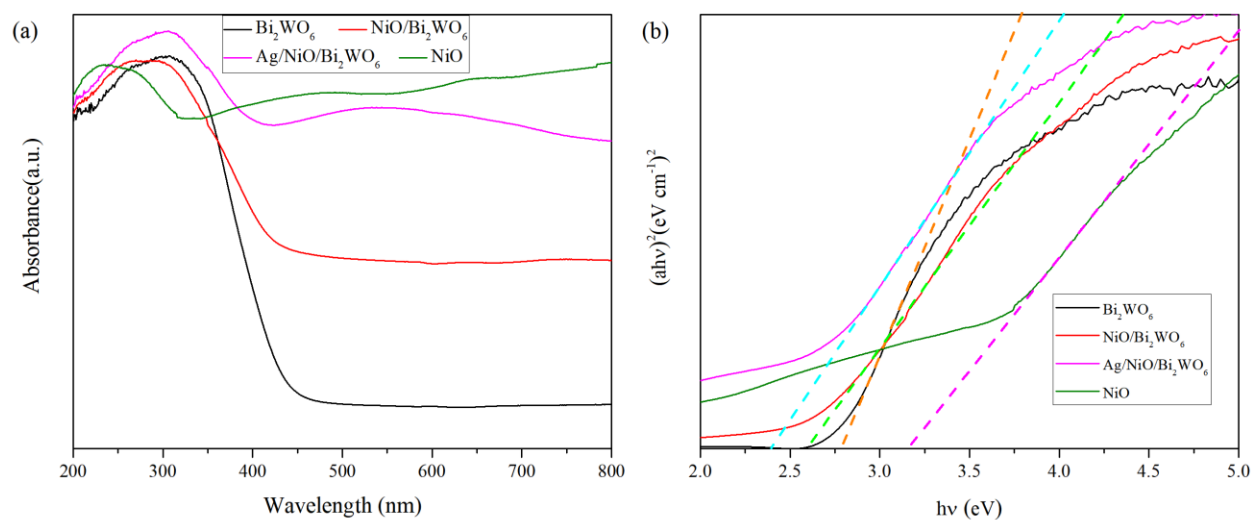 (a)
Bi₂WO₆ NiO/Bi₂WO₆
Ag/NiO/Bi₂WO₆ NiO
Absorbance(a.u.)
200 300 400 500 600 700 800
Wavelength (nm)
(b)
(ahν)² (eV cm⁻¹)²
Bi₂WO₆
NiO/Bi₂WO₆
Ag/NiO/Bi₂WO₆
NiO
2.0 2.5 3.0 3.5 4.0 4.5 5.0
hν (eV)